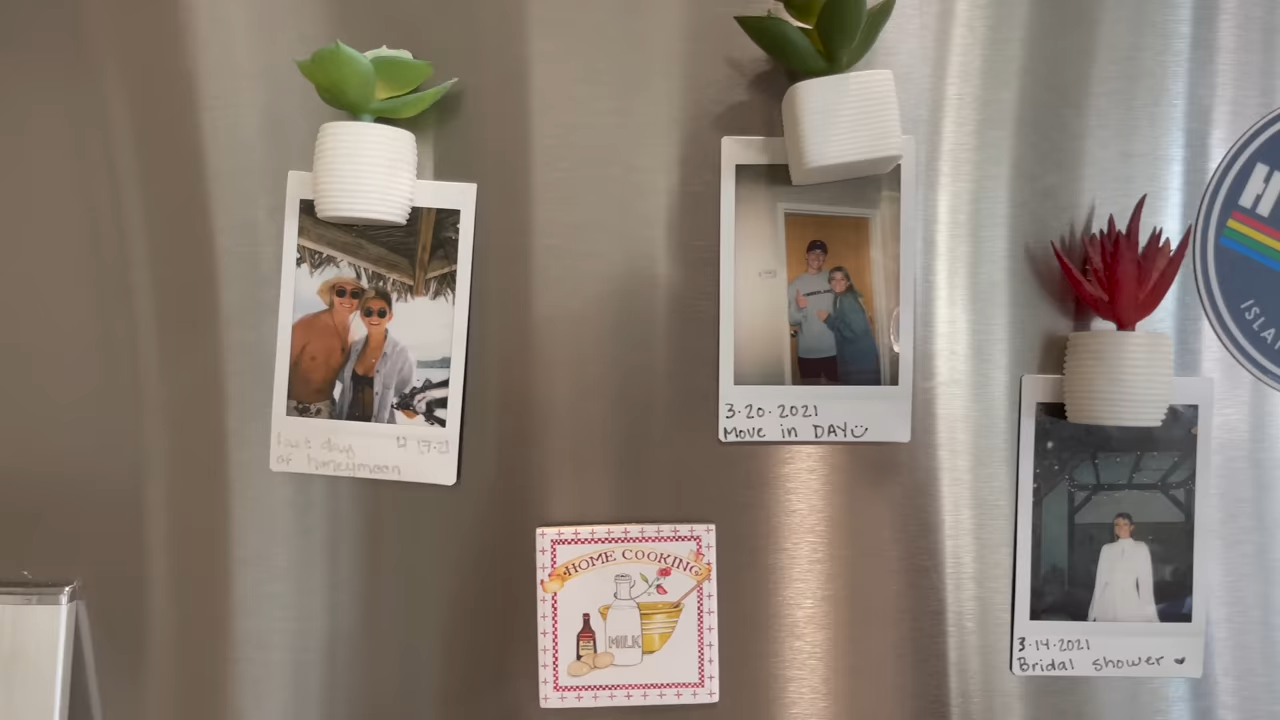 last day 4 17-21
of honeymoon
3·20·2021
Move in DAY
HOME COOKING
MILK
3·14·2021
Bridal shower